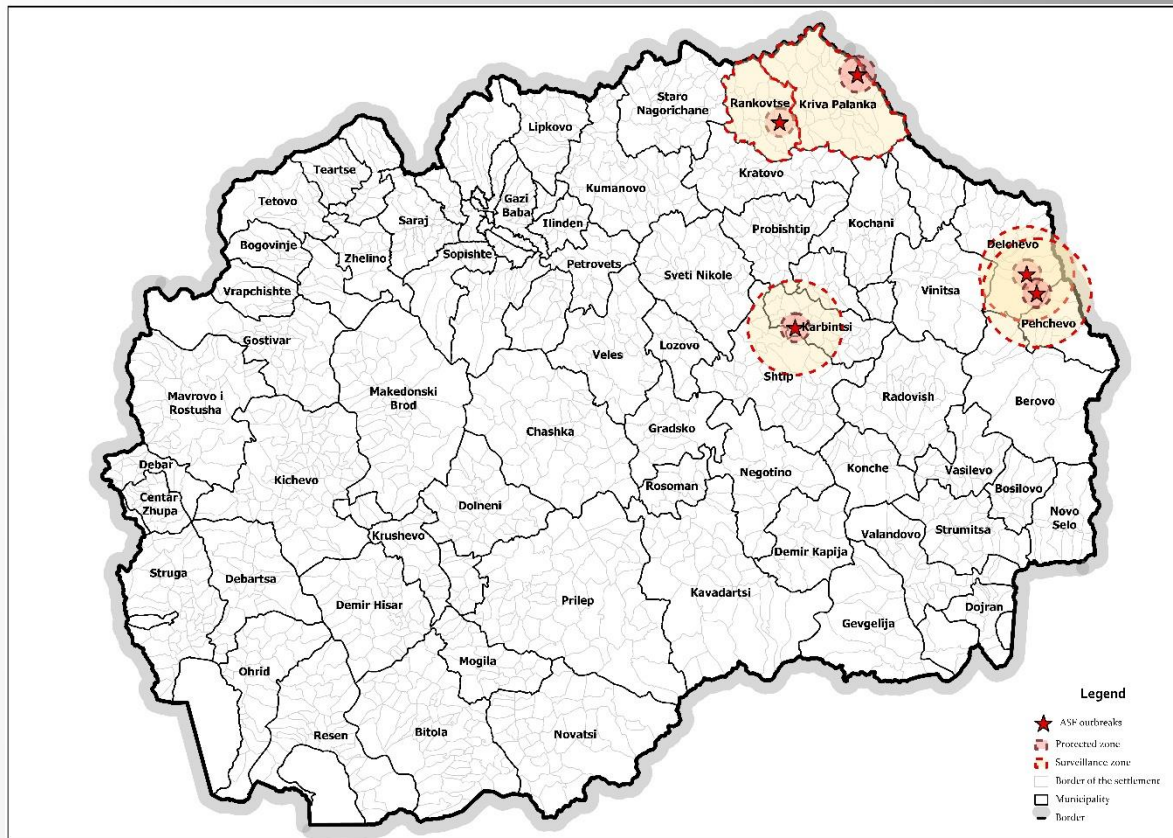 Staro
Nagorichane
Rankovtse
Kriva Palanka
Lipkovo
Kratovo
Teartse
Kumanovo
Tetovo
Gazi
Baba
Saraj
Ilinden
Probishtip
Kochani
Bogovinje
Zhelino
Sopishte
Petrovets
Delchevo
Sveti Nikole
Vinitsa
Vrapchishte
Pehchevo
Karbintsi
Gostivar
Lozovo
Veles
Shtip
Mavrovo i
Rostusha
Makedonski
Brod
Radovish
Berovo
Chashka
Gradsko
Debar
Kichevo
Negotino
Konche
Vasilevo
Rosoman
Bosilovo
Centar
Zhupa
Dolneni
Novo
Selo
Krushevo
Valandovo
Strumitsa
Demir Kapija
Struga
Debartsa
Kavadartsi
Prilep
Demir Hisar
Dojran
Gevgelija
Mogila
Ohrid
Resen
Bitola
Novatsi
Legend
ASF outbreaks
Protected zone
Surveillance zone
Border of the settlement
Municipality
Border